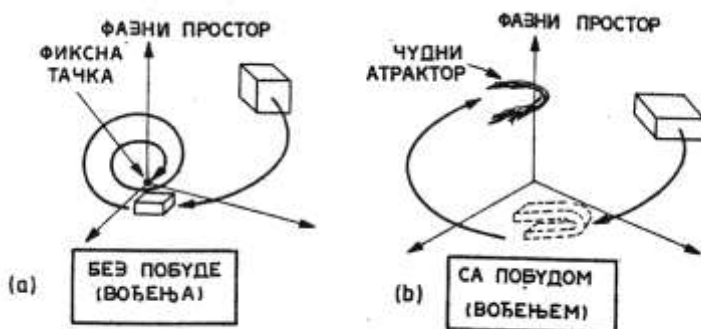 ФАЗНИ ПРОСТОР
ФИКСНА
ТАЧКА
БЕЗ ПОБУДЕ
(ВОЂЕЊА)
(a)
ФАЗНИ ПРОСТОР
ЧУДНИ
АТРАКТОР
СА ПОБУДОМ
(ВОЂЕЊЕМ)
(b)